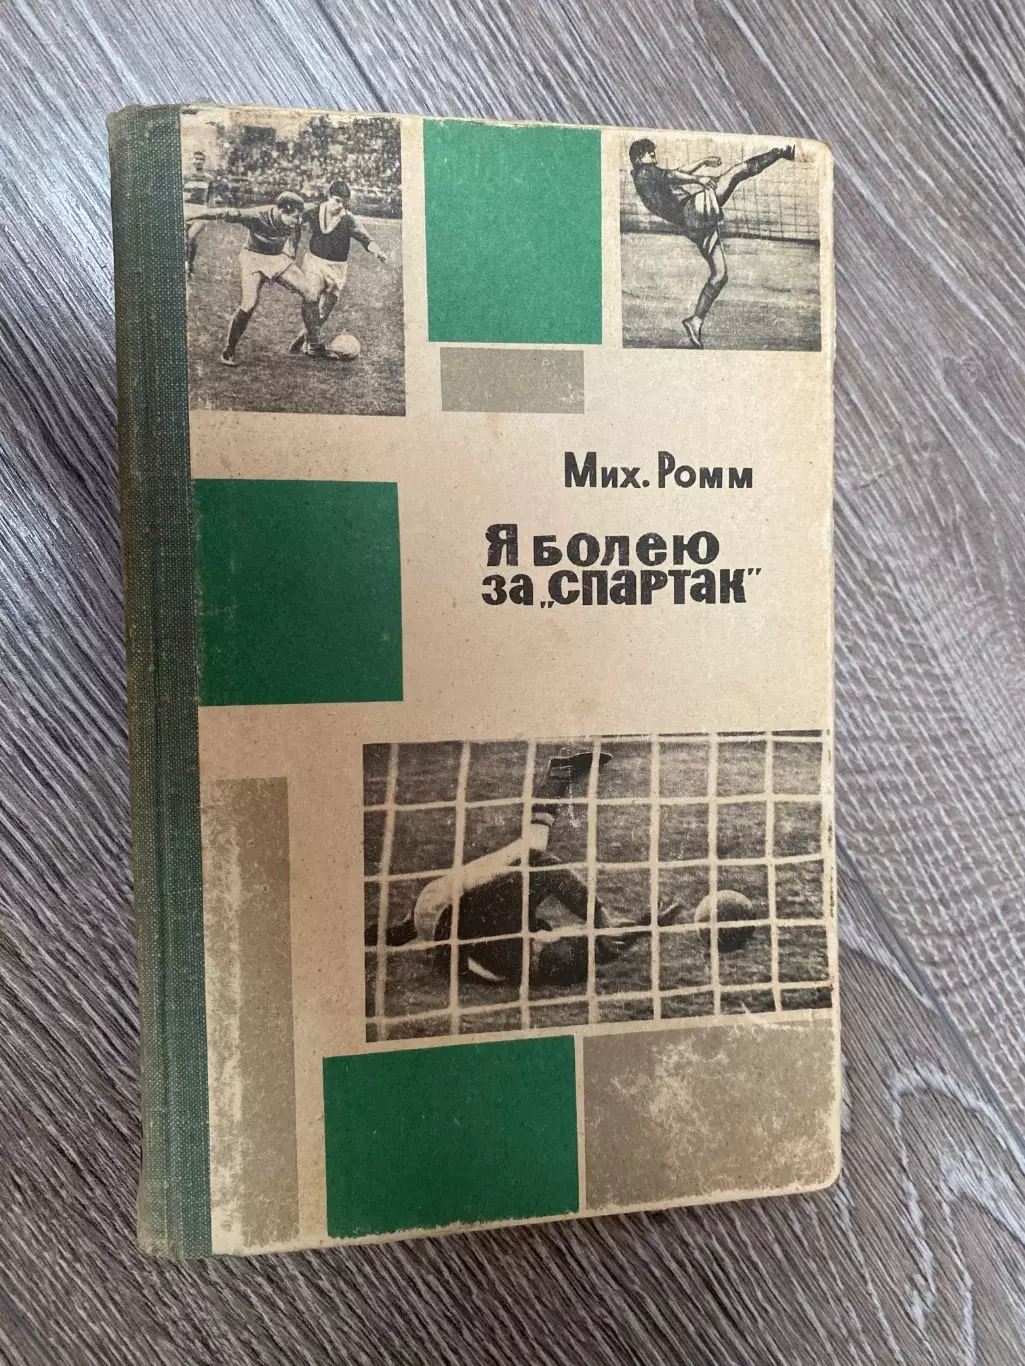 Мих. Ромм
Я болею
за „Спартак"